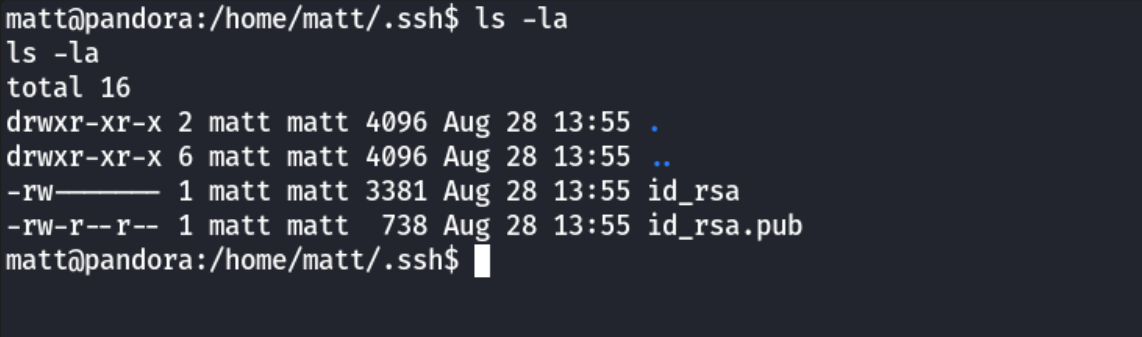 matt@pandora:/home/matt/.ssh$ ls -la
ls -la
total 16
drwxr-xr-x 2 matt matt 4096 Aug 28 13:55 .
drwxr-xr-x 6 matt matt 4096 Aug 28 13:55 ..
-rw------- 1 matt matt 3381 Aug 28 13:55 id_rsa
-rw-r--r-- 1 matt matt  738 Aug 28 13:55 id_rsa.pub
matt@pandora:/home/matt/.ssh$